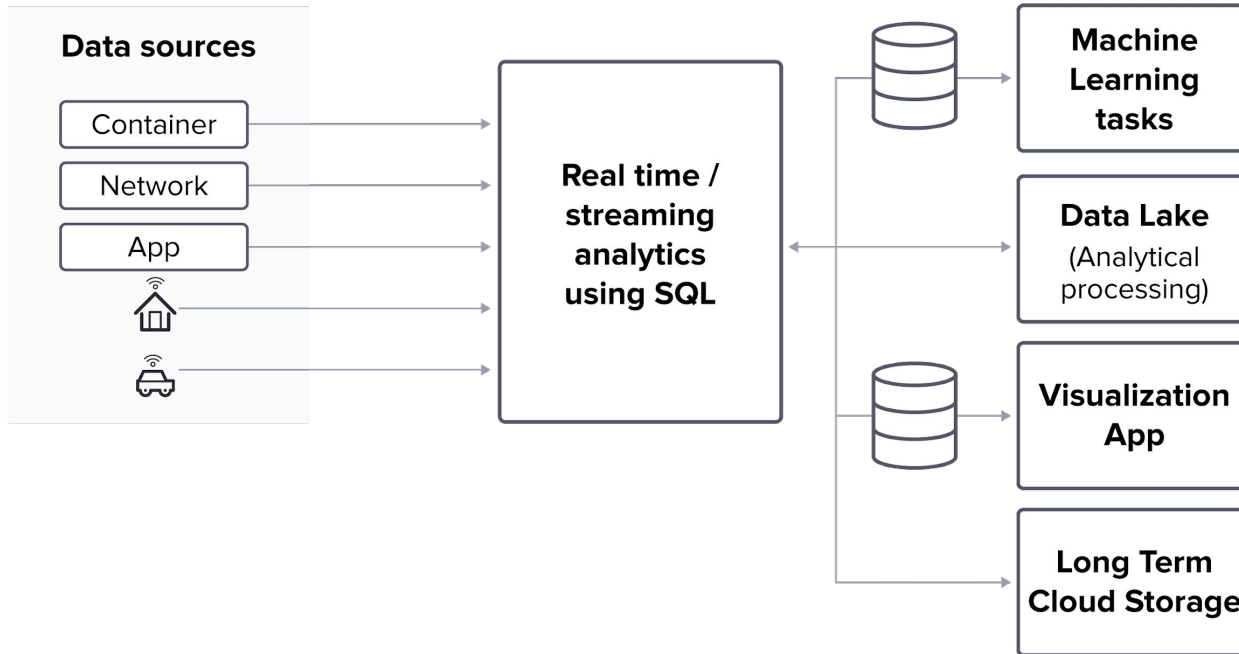 Data sources
Container
Network
App
Real time /
streaming
analytics
using SQL
Machine
Learning
tasks
Data Lake
(Analytical
processing)
Visualization
App
Long Term
Cloud Storage